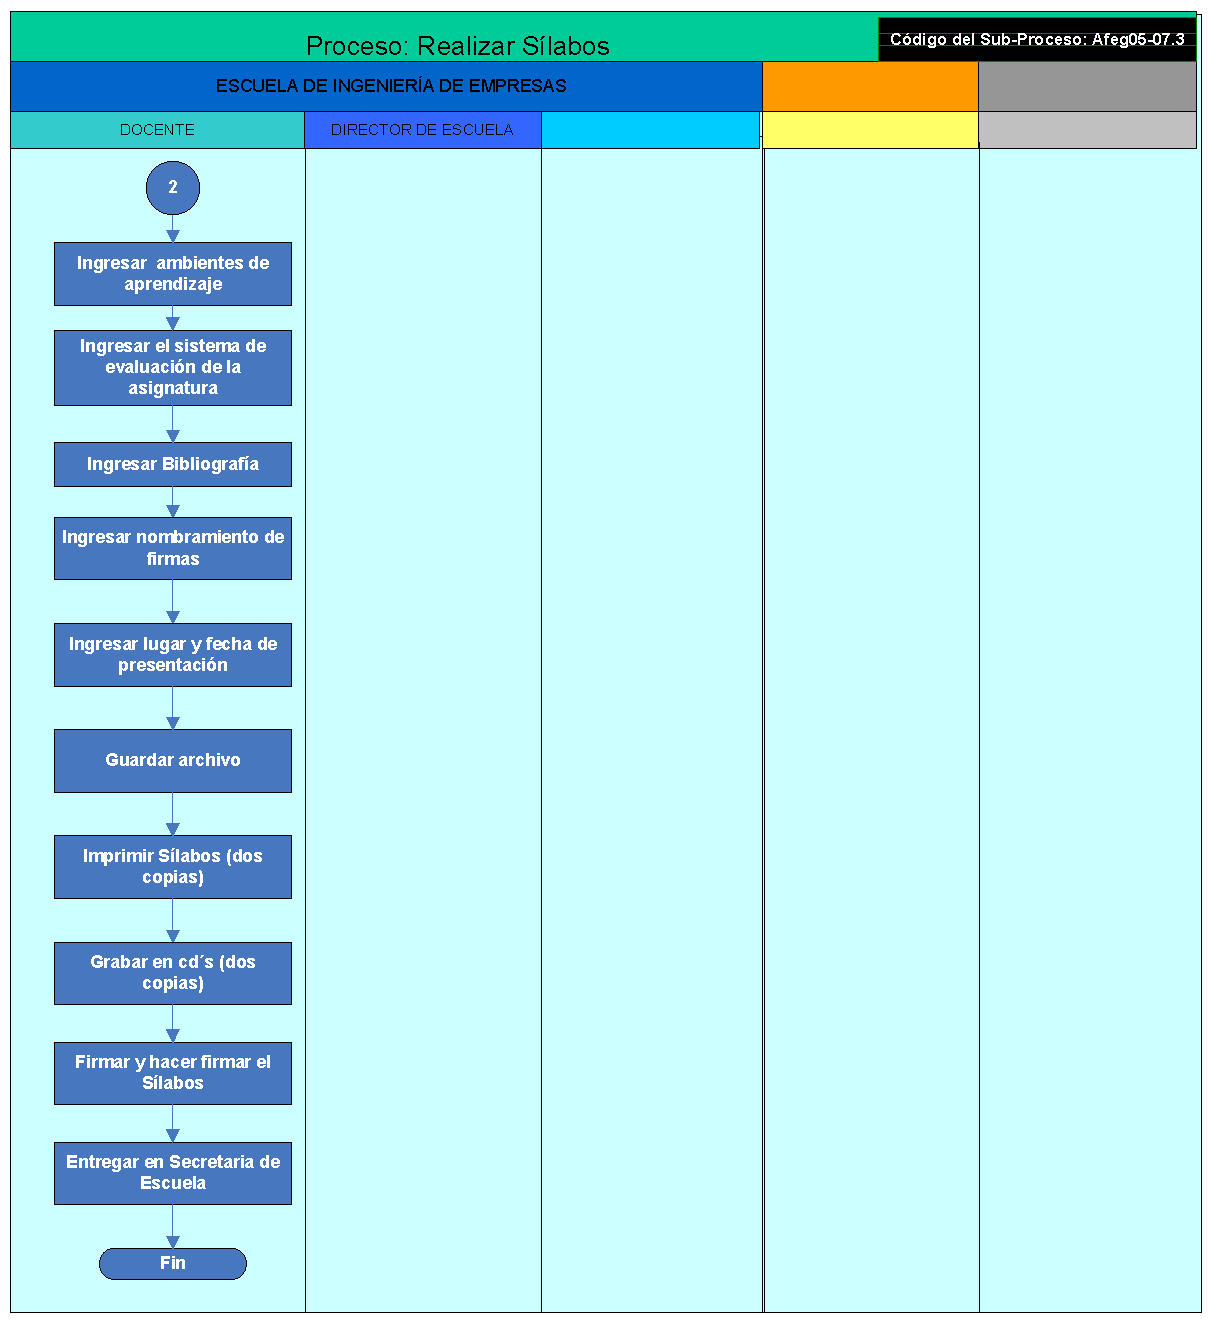 Proceso: Realizar Sílabos
Código del Sub-Proceso: Afeg05-07.3
ESCUELA DE INGENIERÍA DE EMPRESAS
DOCENTE
DIRECTOR DE ESCUELA
2
Ingresar ambientes de
aprendizaje
Ingresar el sistema de
evaluación de la
asignatura
Ingresar Bibliografía
Ingresar nombramiento de
firmas
Ingresar lugar y fecha de
presentación
Guardar archivo
Imprimir Sílabos (dos
copias)
Grabar en cd´s (dos
copias)
Firmar y hacer firmar el
Sílabos
Entregar en Secretaria de
Escuela
Fin